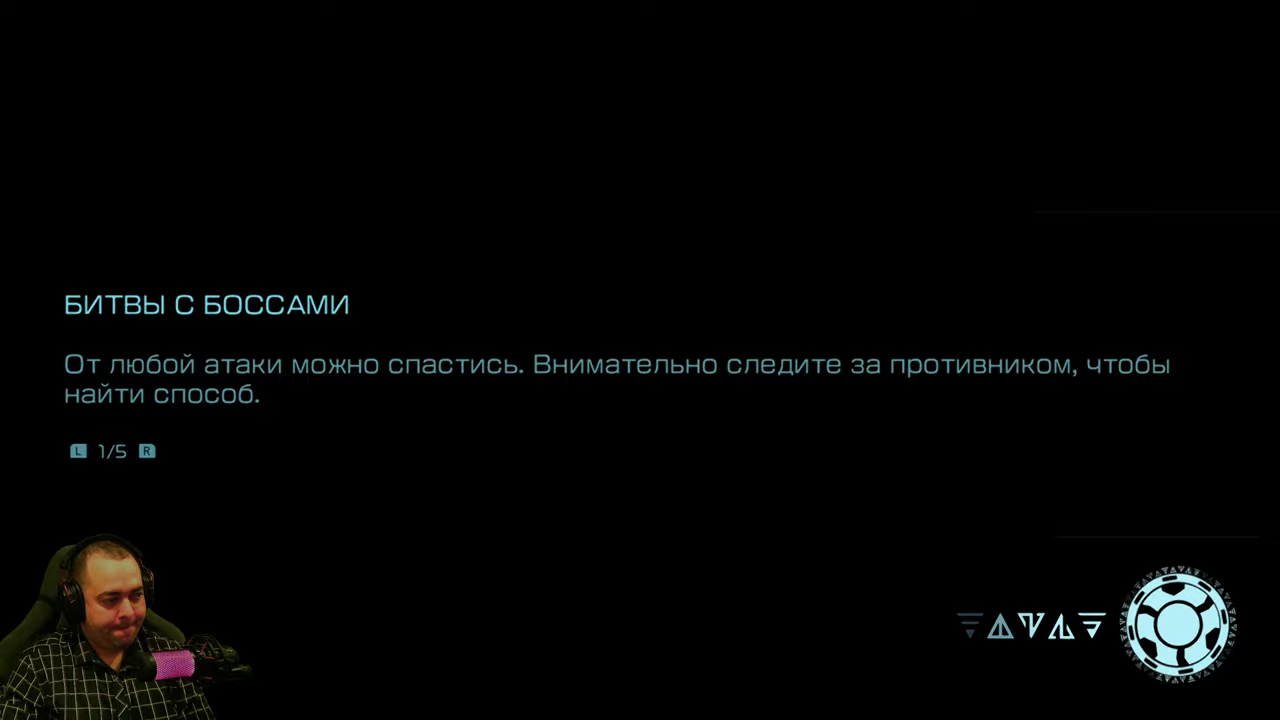 БИТВЫ С БОССАМИ
От любой атаки можно спастись. Внимательно следите за противником, чтобы
найти способ.
L 1/5 R